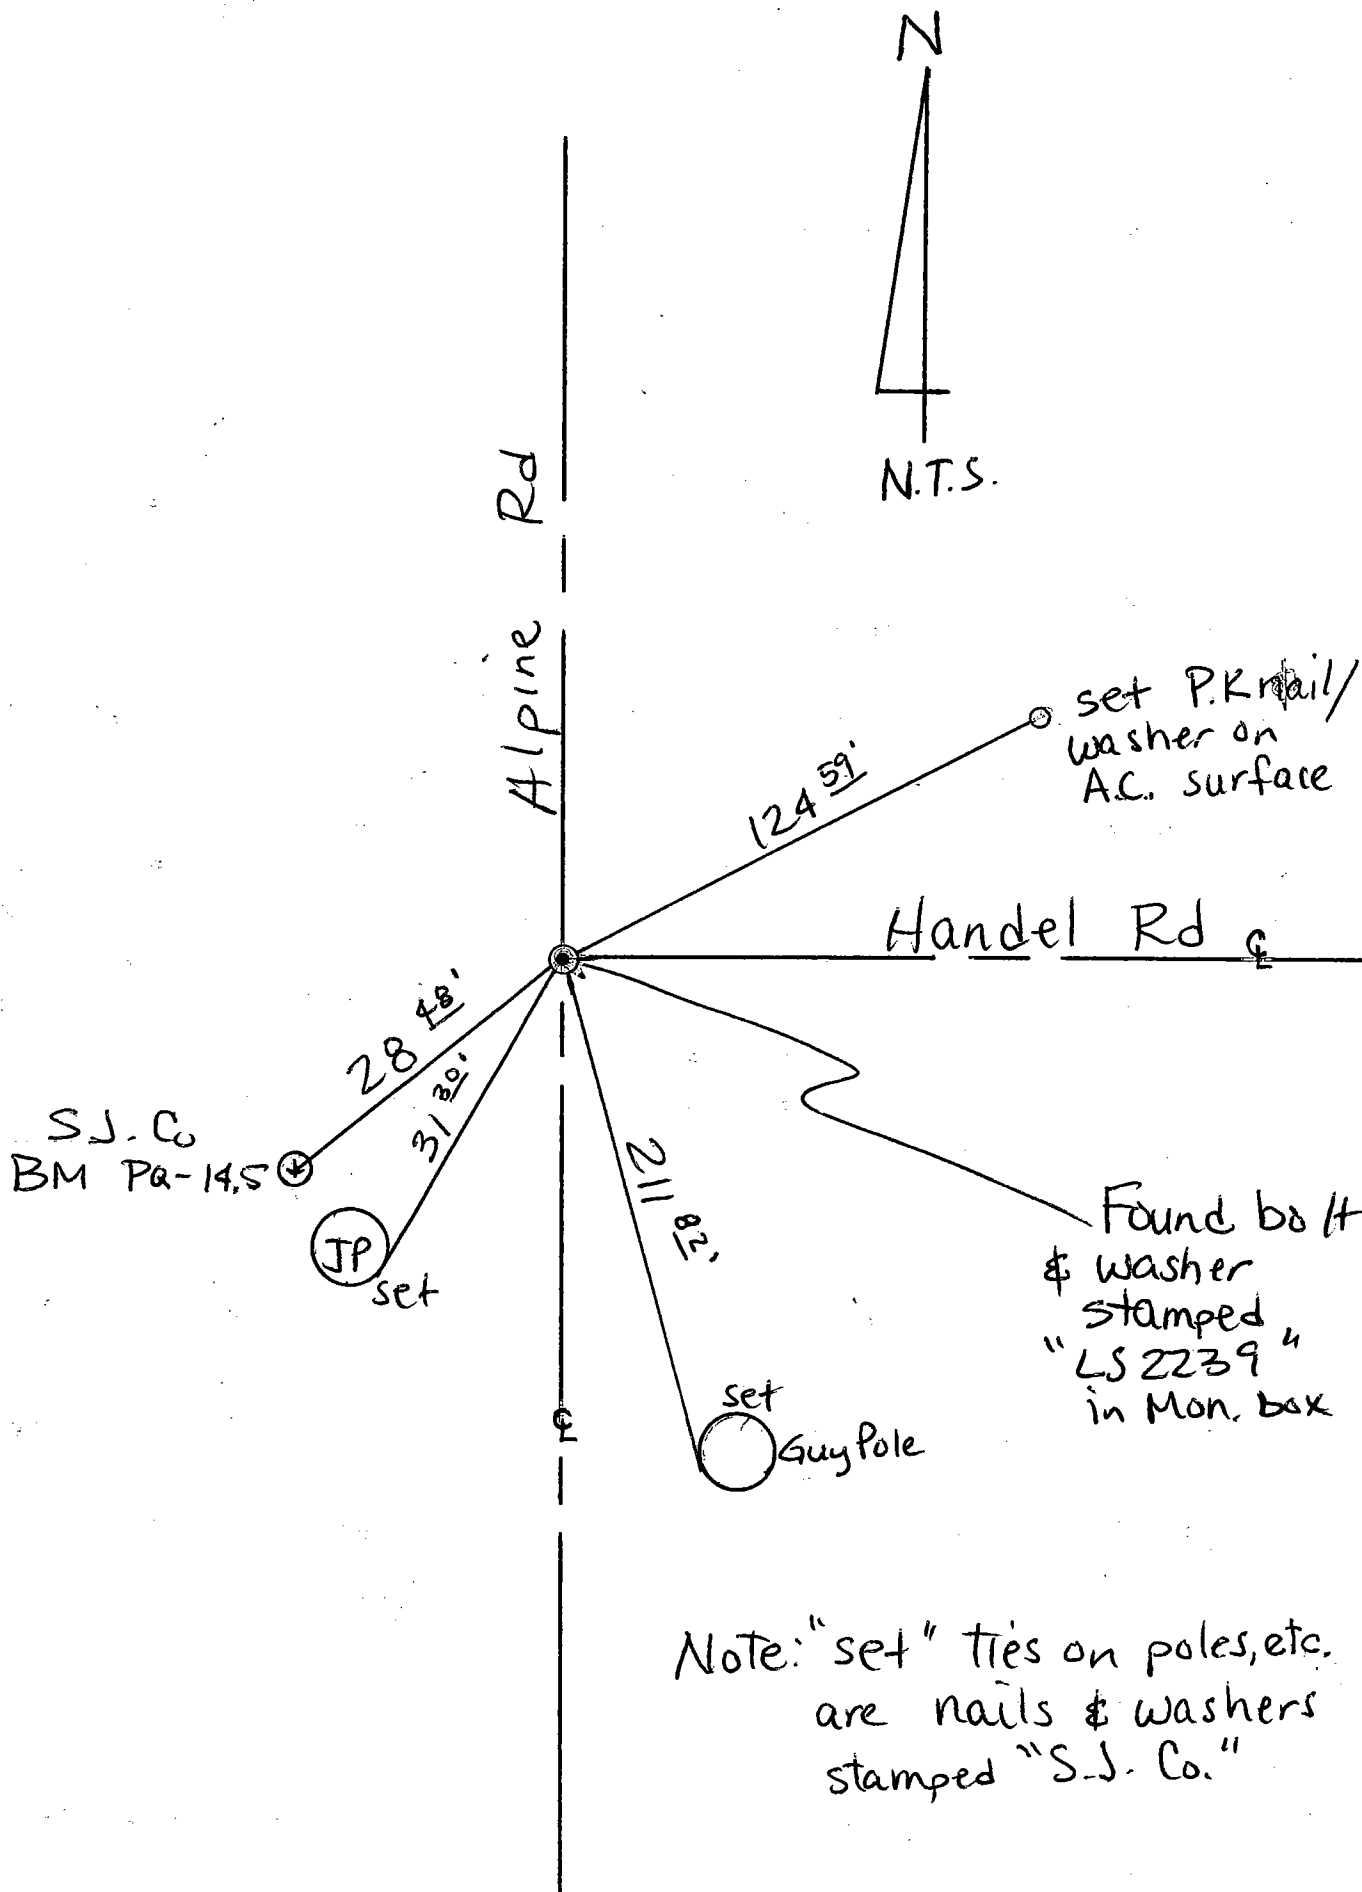 N
N.T.S.
Alpine Rd
set P.K nail/
washer on
A.C. surface
124 59'
Handel Rd ℄
28 48'
31 30'
S.J. Co
BM PQ-14.5
JP
set
211 82'
Found bolt
& washer
stamped
"LS 2239"
in Mon. box
℄
set
Guy Pole
Note: "set" ties on poles, etc.
are nails & washers
stamped "S.J. Co."